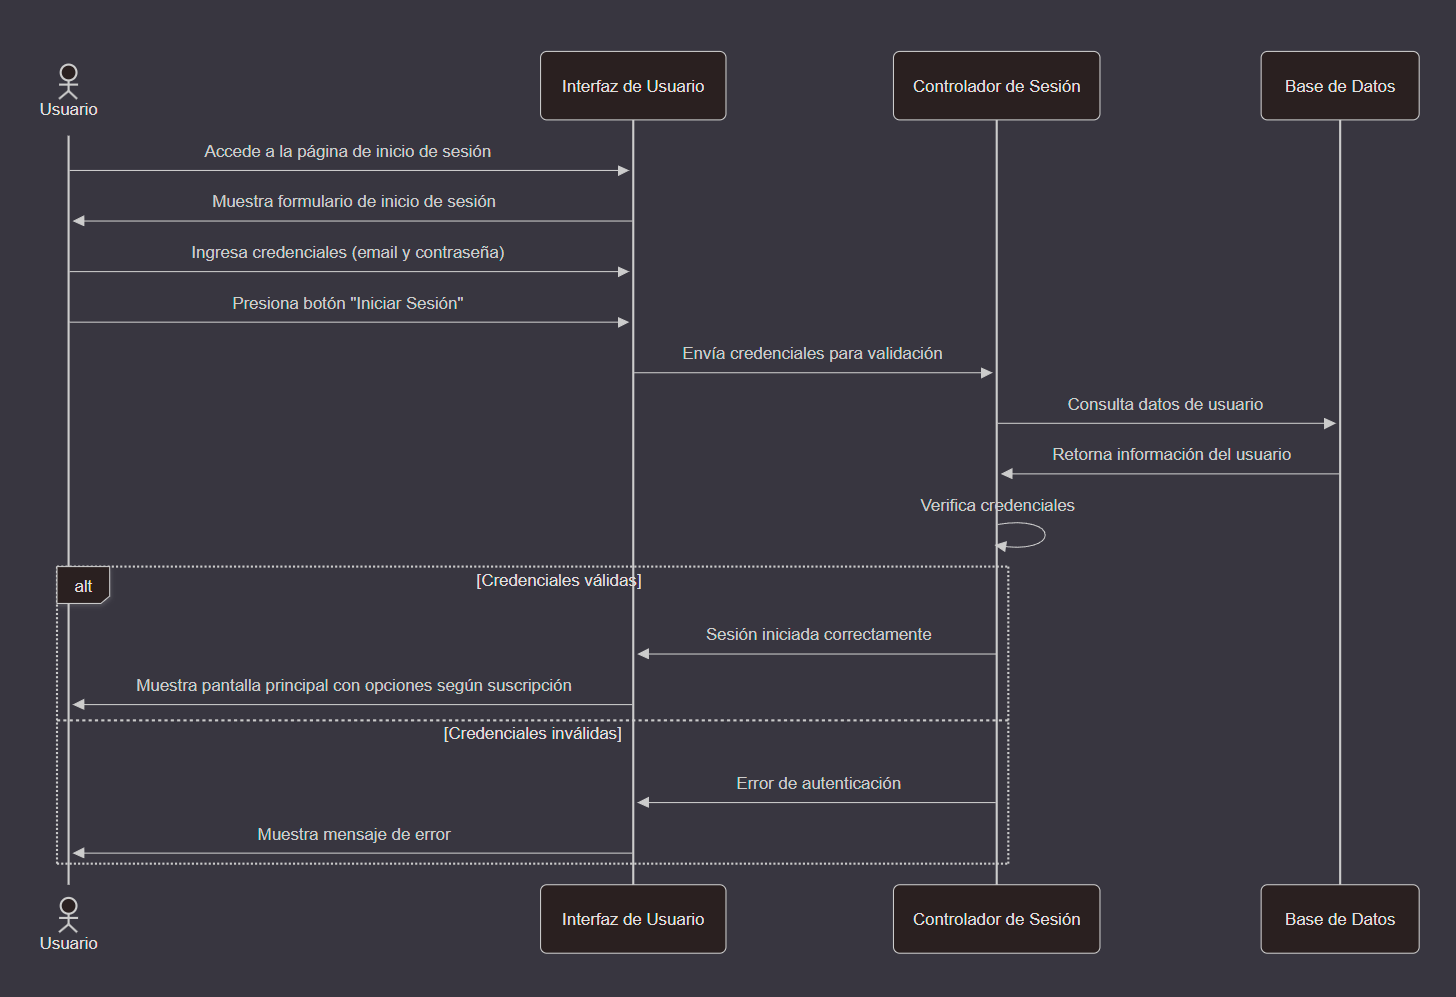 Usuario
Interfaz de Usuario
Controlador de Sesión
Base de Datos
Accede a la página de inicio de sesión
Muestra formulario de inicio de sesión
Ingresa credenciales (email y contraseña)
Presiona botón "Iniciar Sesión"
Envía credenciales para validación
Consulta datos de usuario
Retorna información del usuario
Verifica credenciales
alt
[Credenciales válidas]
Sesión iniciada correctamente
Muestra pantalla principal con opciones según suscripción
[Credenciales inválidas]
Error de autenticación
Muestra mensaje de error
Usuario
Interfaz de Usuario
Controlador de Sesión
Base de Datos